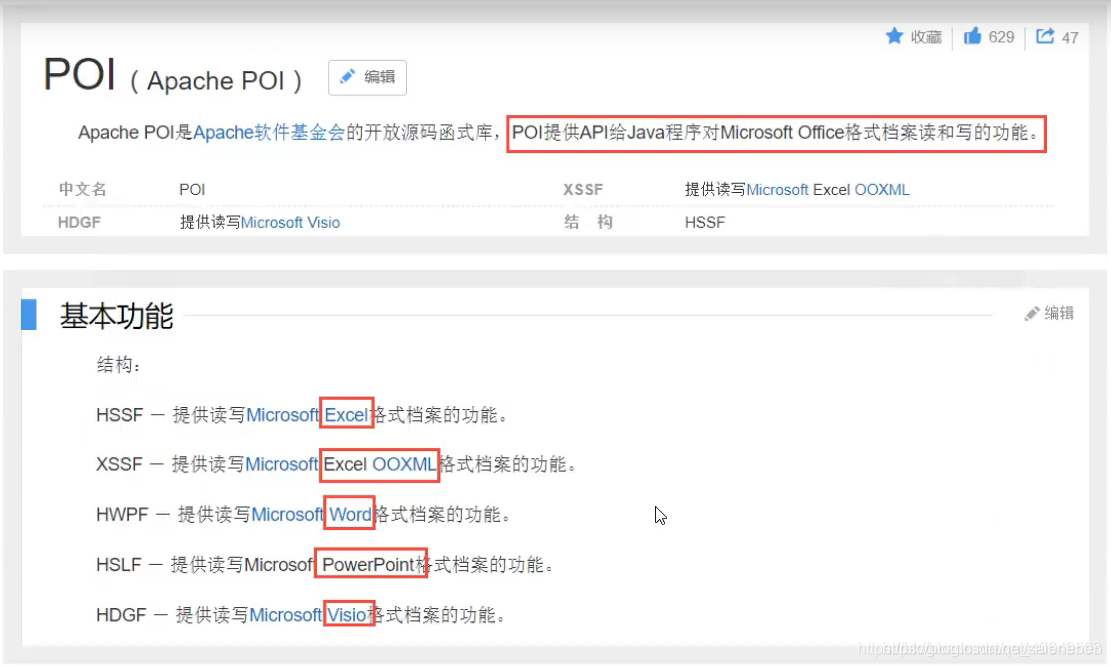 收藏 629 47
POI（Apache POI） 编辑
Apache POI是Apache软件基金会的开放源码函式库，POI提供API给Java程序对Microsoft Office格式档案读和写的功能。
中文名 POI XSSF 提供读写Microsoft Excel OOXML
HDGF 提供读写Microsoft Visio 结 构 HSSF
基本功能 编辑
结构：
HSSF － 提供读写Microsoft Excel格式档案的功能。
XSSF － 提供读写Microsoft Excel OOXML格式档案的功能。
HWPF － 提供读写Microsoft Word格式档案的功能。
HSLF － 提供读写Microsoft PowerPoint格式档案的功能。
HDGF － 提供读写Microsoft Visio格式档案的功能。